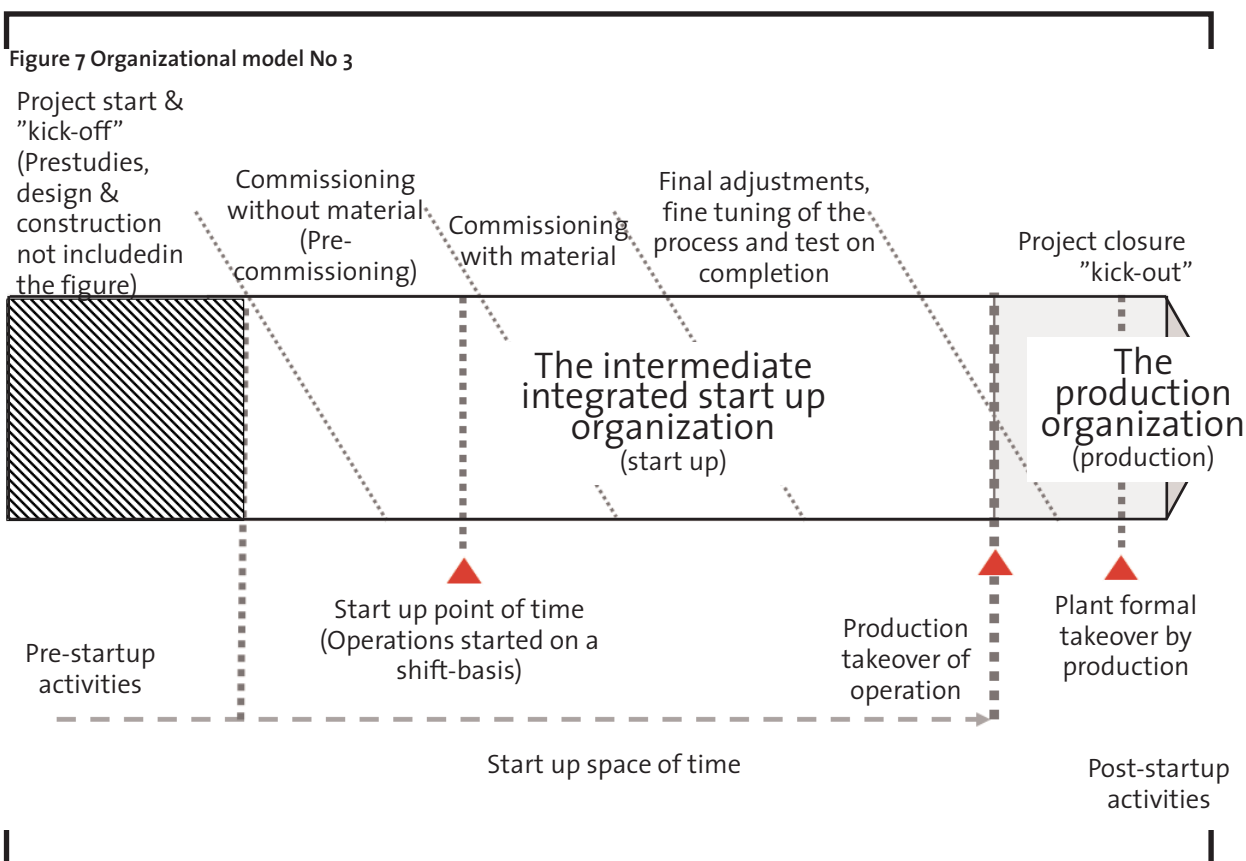 Figure 7 Organizational model No 3
Project start &
”kick-off”
(Prestudies,
design &
construction
not includedin
the figure)
Commissioning
without material
(Pre-
commissioning)
Commissioning
with material
Final adjustments,
fine tuning of the
process and test on
completion
Project closure
”kick-out”
The intermediate
integrated start up
organization
(start up)
The
production
organization
(production)
Start up point of time
(Operations started on a
shift-basis)
Production
takeover of
operation
Plant formal
takeover by
production
Pre-startup
activities
Start up space of time
Post-startup
activities